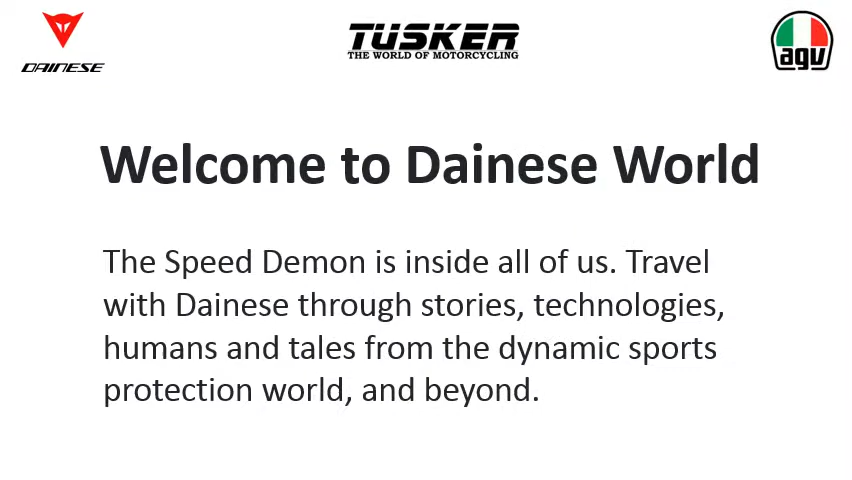 DAINESE
TUSKER
THE WORLD OF MOTORCYCLING
agv
Welcome to Dainese World
The Speed Demon is inside all of us. Travel
with Dainese through stories, technologies,
humans and tales from the dynamic sports
protection world, and beyond.